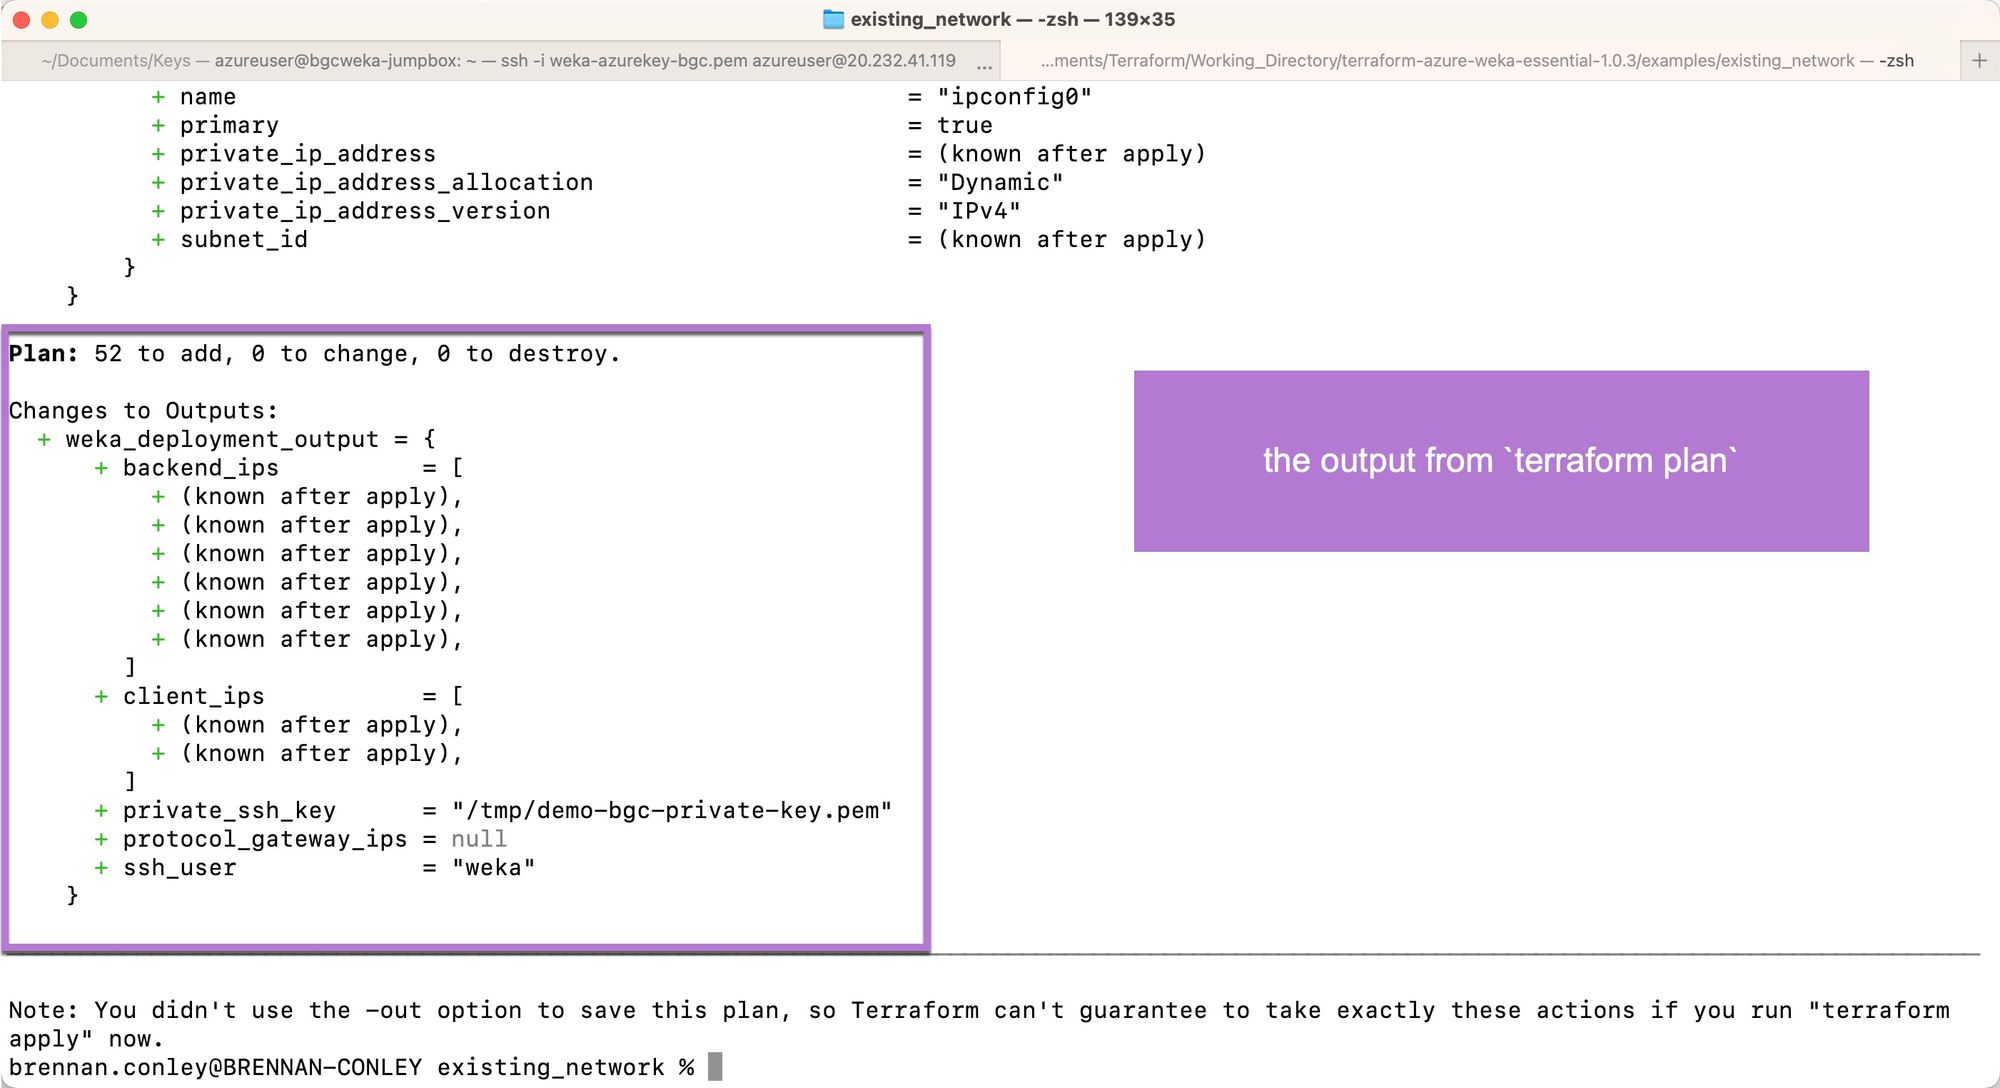 existing_network — -zsh — 139×35
~/Documents/Keys — azureuser@bgcweka-jumpbox: ~ — ssh -i weka-azurekey-bgc.pem azureuser@20.232.41.119 ...
...ments/Terraform/Working_Directory/terraform-azure-weka-essential-1.0.3/examples/existing_network — -zsh +
+ name = "ipconfig0"
+ primary = true
+ private_ip_address = (known after apply)
+ private_ip_address_allocation = "Dynamic"
+ private_ip_address_version = "IPv4"
+ subnet_id = (known after apply)
}
}
Plan: 52 to add, 0 to change, 0 to destroy.
Changes to Outputs:
+ weka_deployment_output = {
+ backend_ips = [
+ (known after apply),
+ (known after apply),
+ (known after apply),
+ (known after apply),
+ (known after apply),
+ (known after apply),
]
+ client_ips = [
+ (known after apply),
+ (known after apply),
]
+ private_ssh_key = "/tmp/demo-bgc-private-key.pem"
+ protocol_gateway_ips = null
+ ssh_user = "weka"
}
the output from `terraform plan`
Note: You didn't use the -out option to save this plan, so Terraform can't guarantee to take exactly these actions if you run "terraform
apply" now.
brennan.conley@BRENNAN-CONLEY existing_network %